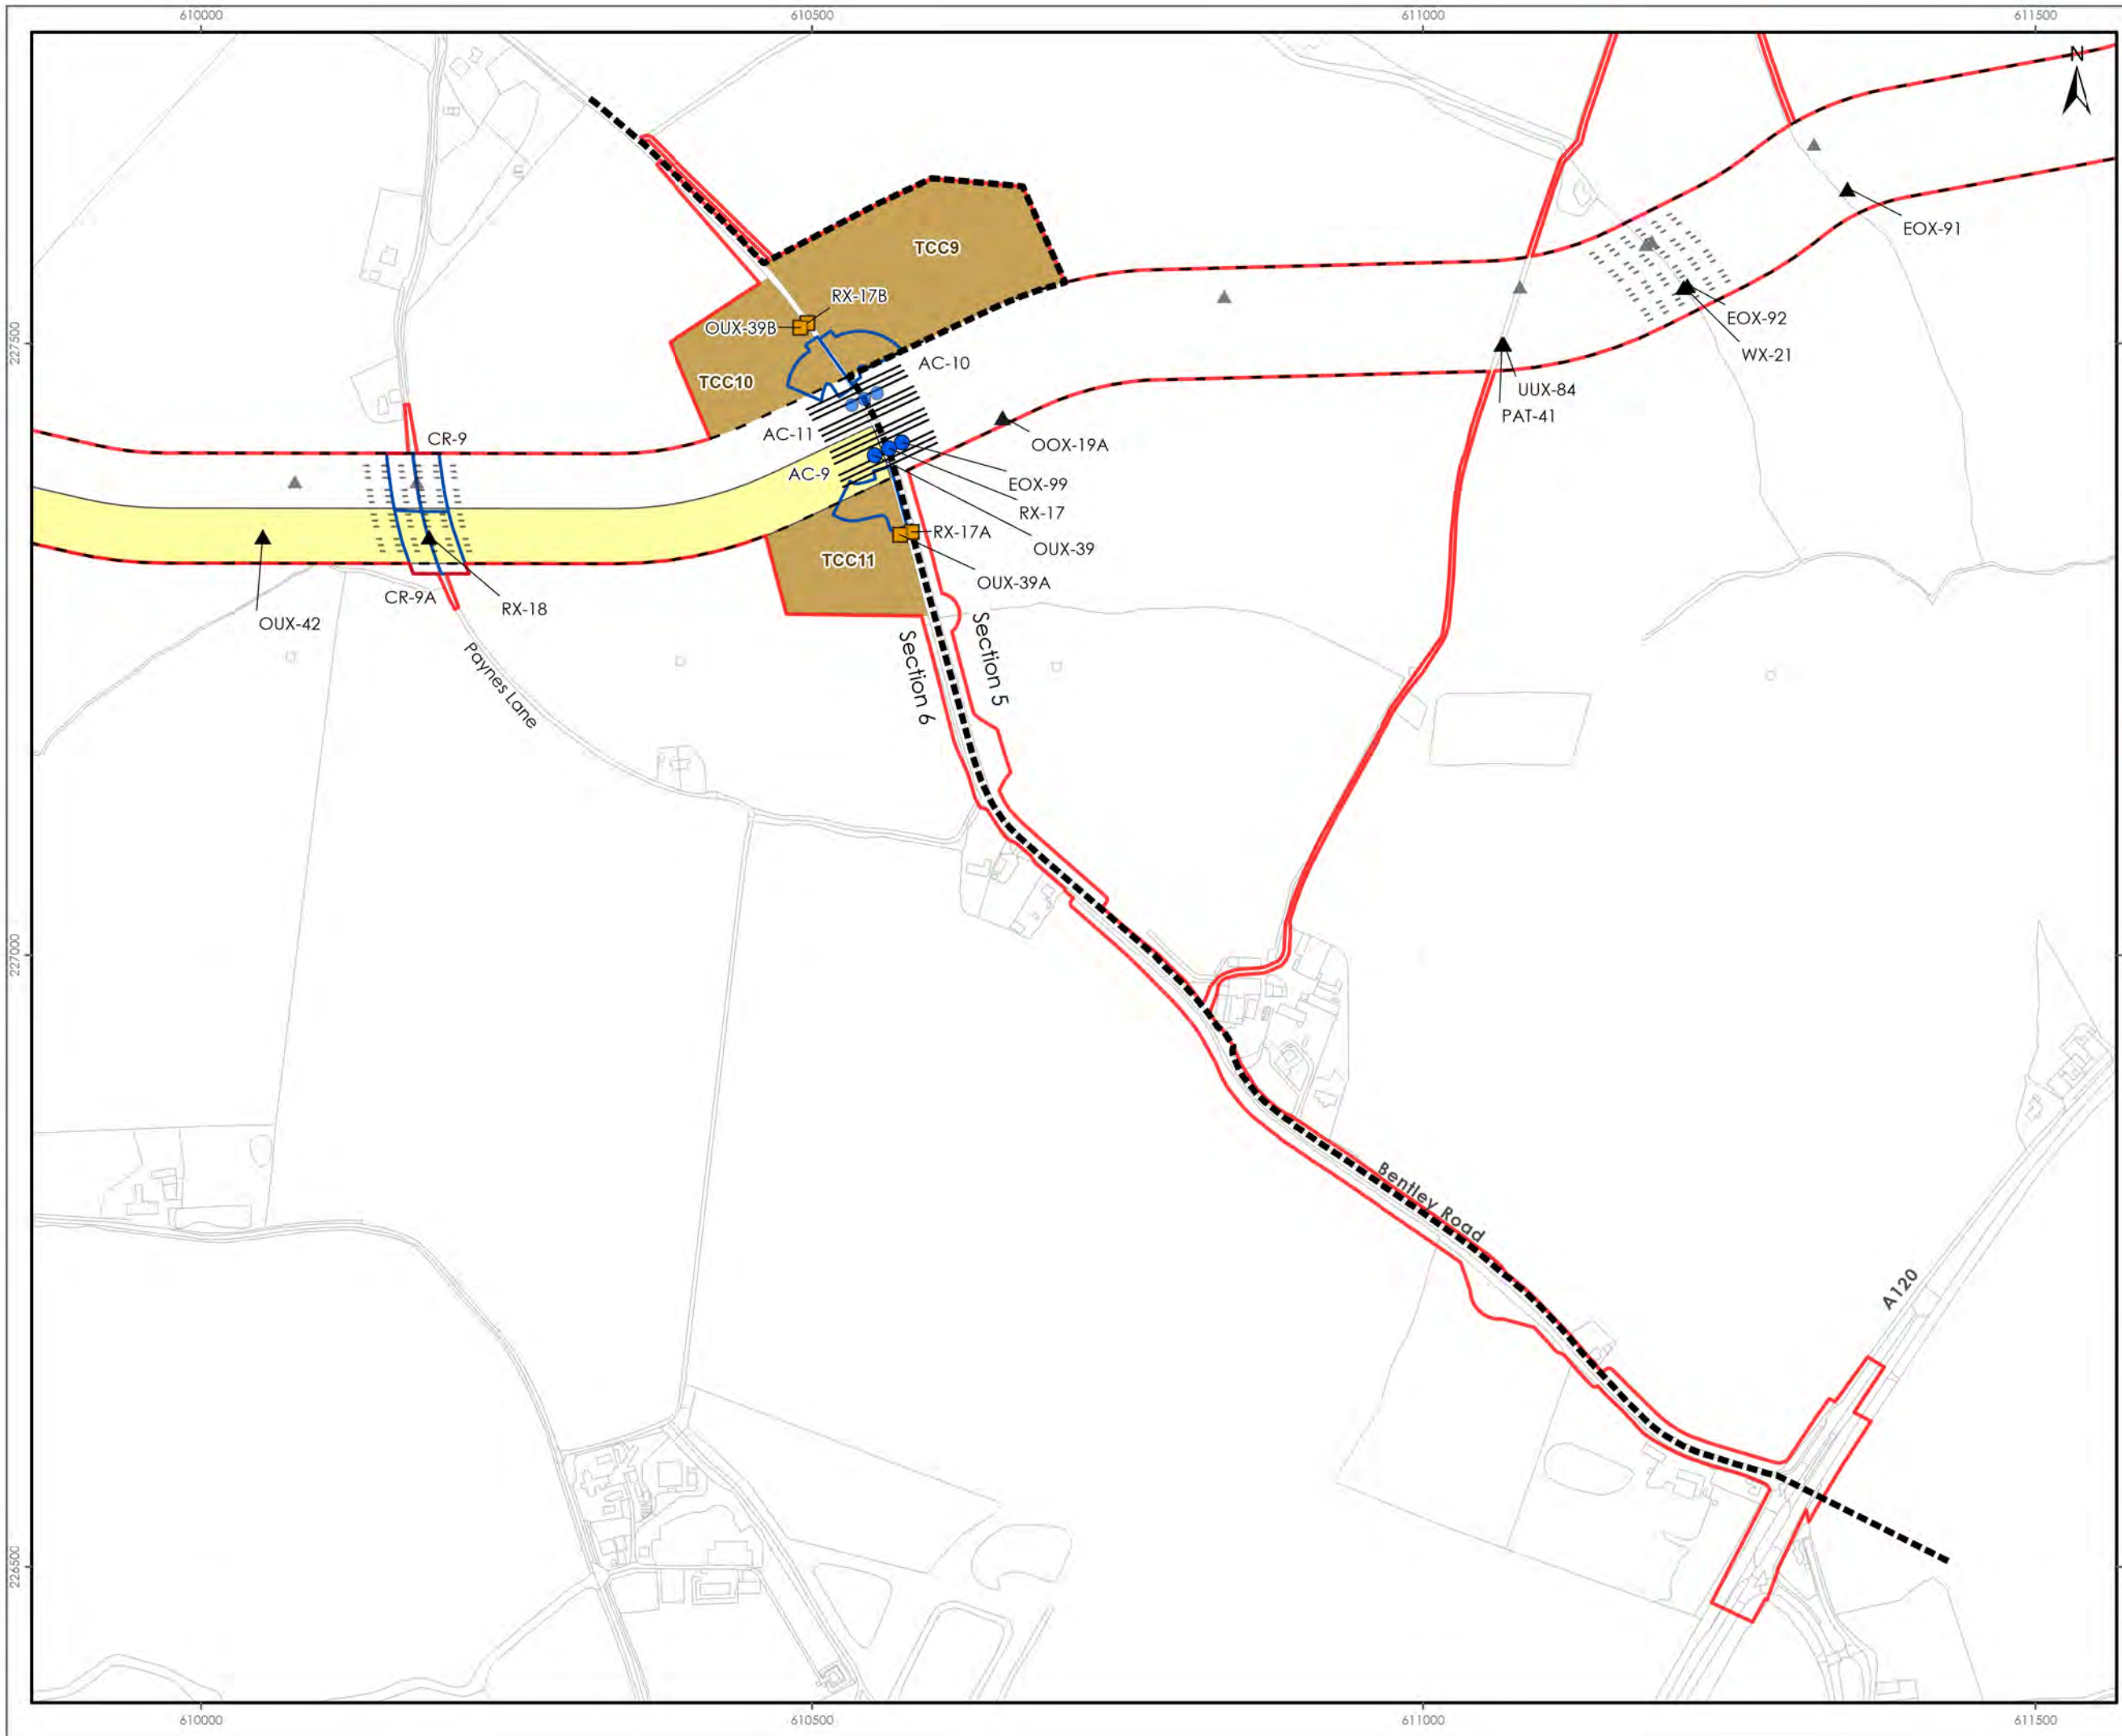 610000
610500
611000
611500
N
TCC9
EOX-91
RX-17B
OUX-39B
EOX-92
227500
WX-21
AC-10
TCC10
UUX-84
PAT-41
AC-11
CR-9
OOX-19A
AC-9
EOX-99
RX-17
RX-17A
OUX-39
TCC11
OUX-39A
CR-9A
RX-18
OUX-42
Section 5
Section 6
Paynes Lane
227000
Bentley Road
A120
226500
610000
610500
611000
611500